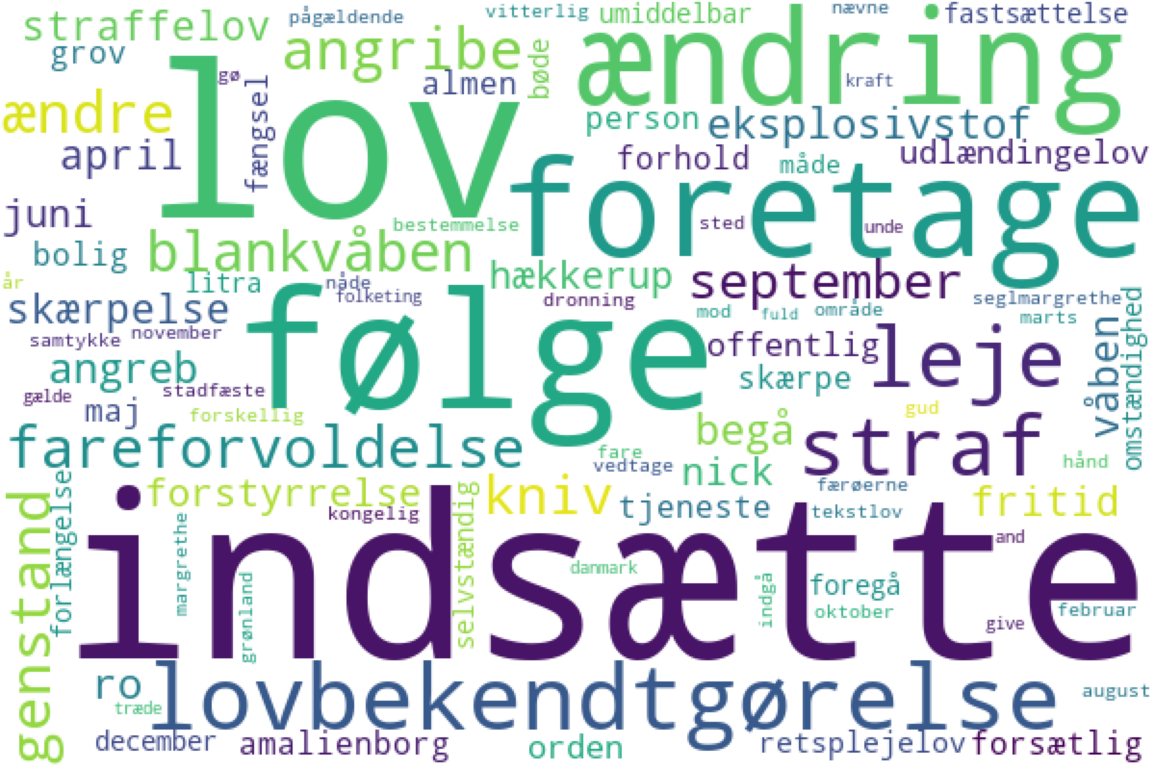 straffelov
pågældende
vitterlig
umiddelbar
nævne
fastsættelse
grov
angribe
bøde
ændring
gø
almen
kraft
ændre
lov
fængsel
person
eksplosivstof
april
forhold
måde
udlændingelov
juni
foretage
bestemmelse
sted
unde
bolig
blankvåben
år
litra
nåde
hækkerup
september
folketing
dronning
seglmargrethe
skærpelse
følge
mod
fuld
område
marts
samtykke
november
offentlig
leje
våben
omstændighed
angreb
skærpe
gælde
stadfæste
maj
forskellig
begå
gud
straf
fareforvoldelse
fare
vedtage
nick
hånd
genstand
forlængelse
forstyrrelse
selvstændig
kniv
færøerne
fritid
kongelig
tjeneste
tekstlov
indsætte
and
margrethe
grønland
danmark
indgå
foregå
oktober
februar
give
ro
træde
lovbekendtgørelse
august
december
amalienborg
orden
retsplejelov
forsætlig